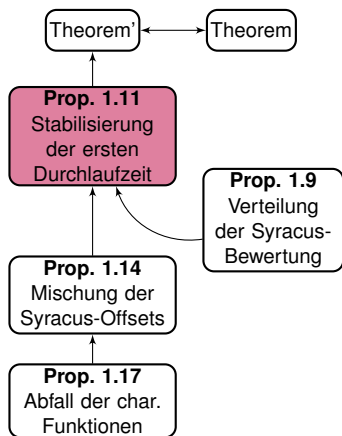 Theorem' Theorem
Prop. 1.11
Stabilisierung
der ersten
Durchlaufzeit
Prop. 1.9
Verteilung
der Syracus-
Bewertung
Prop. 1.14
Mischung der
Syracus-Offsets
Prop. 1.17
Abfall der char.
Funktionen